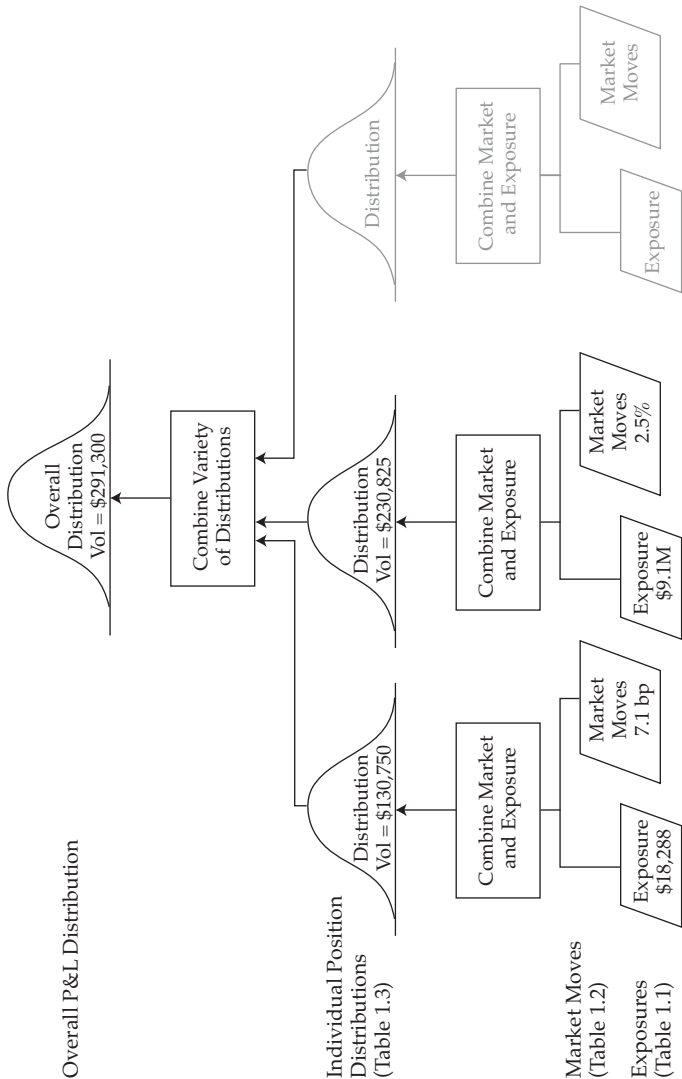 Overall P&L Distribution
Overall
Distribution
Vol = $291,300
Combine Variety
of Distributions
Individual Position
Distributions
(Table 1.3)
Distribution
Vol = $130,750
Distribution
Vol = $230,825
Distribution
Combine Market
and Exposure
Combine Market
and Exposure
Combine Market
and Exposure
Market Moves
(Table 1.2)
Market
Moves
7.1 bp
Market
Moves
2.5%
Market
Moves
Exposures
(Table 1.1)
Exposure
$18,288
Exposure
$9.1M
Exposure